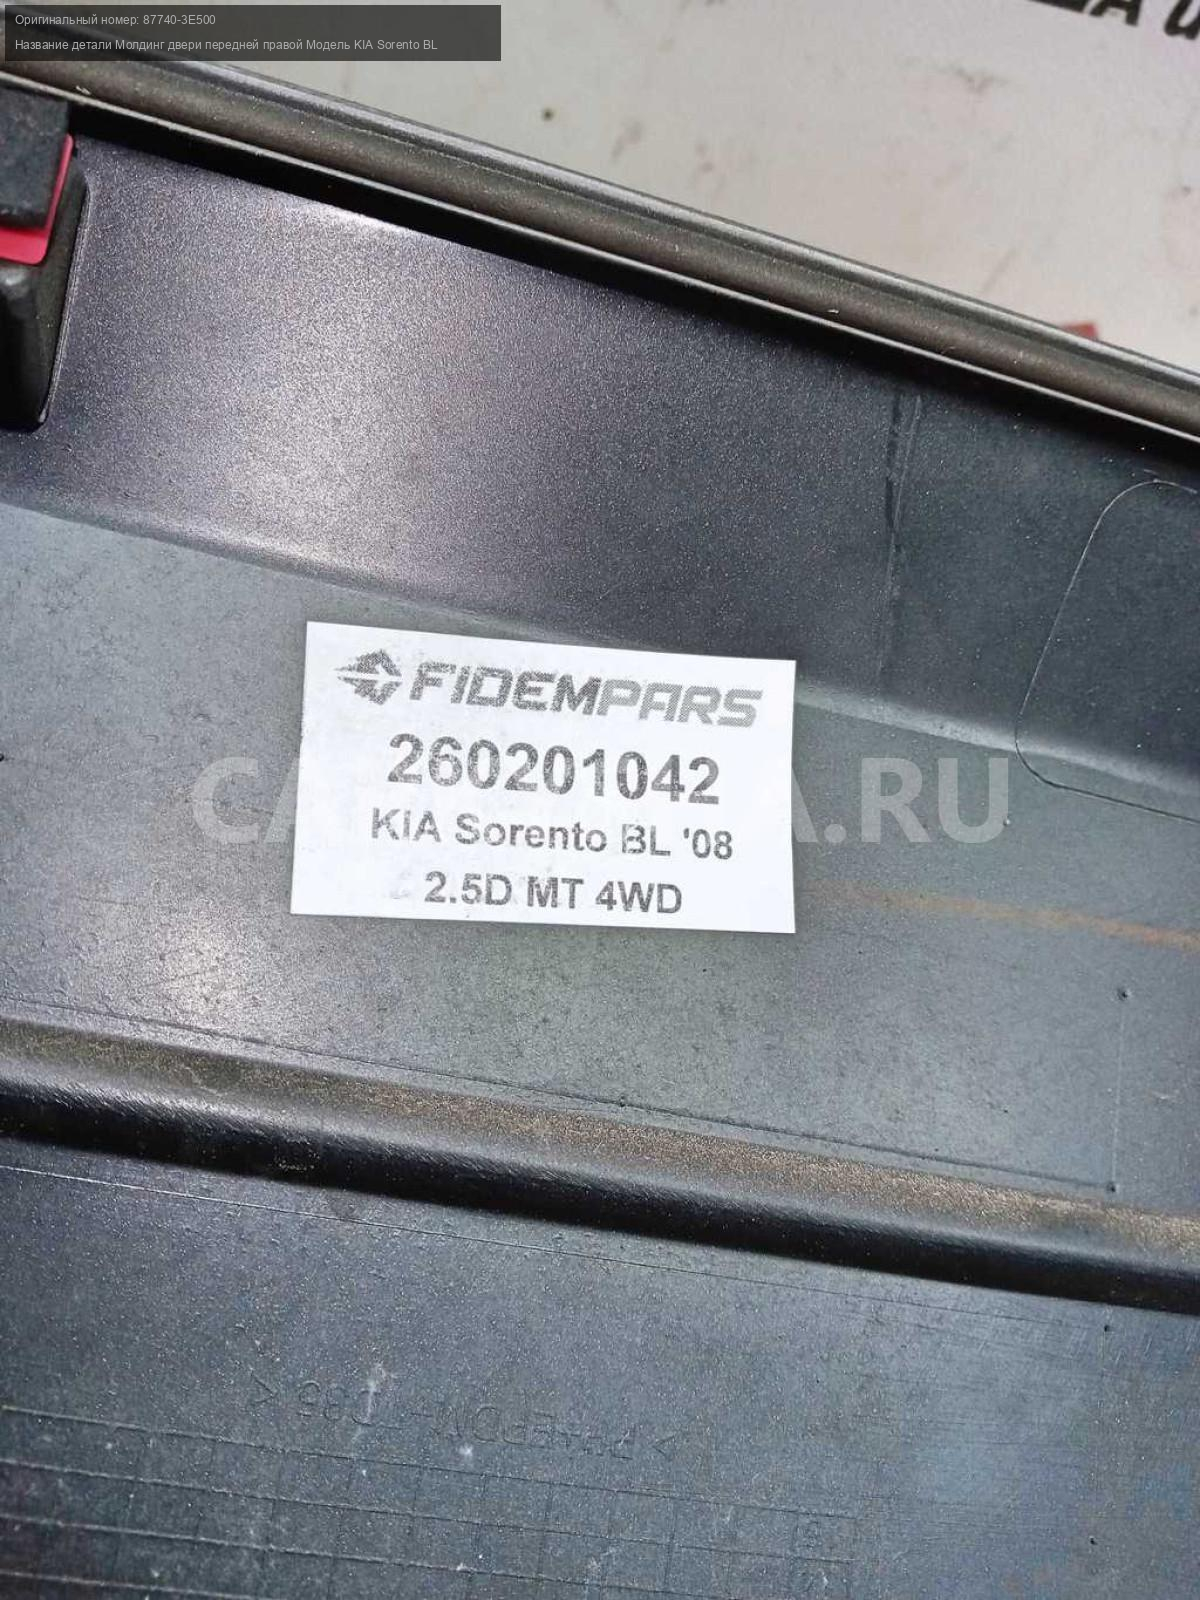 Оригинальный номер: 87740-3E500
Название детали Молдинг двери передней правой Модель KIA Sorento BL
FIDEMPARS
260201042
KIA Sorento BL '08
2.5D MT 4WD
.RU